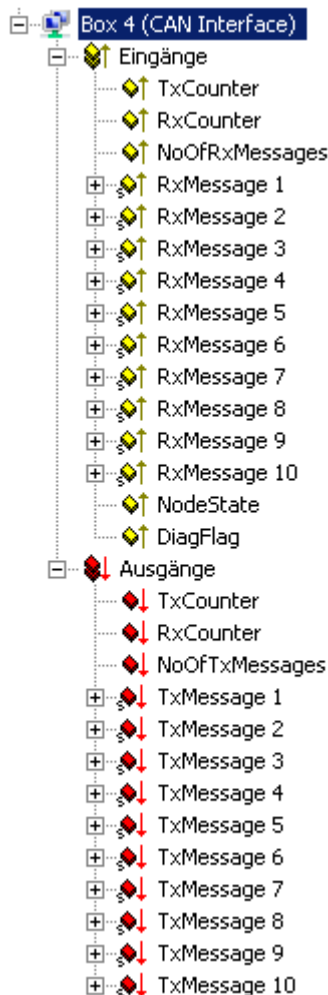 Box 4 (CAN Interface)
Eingänge
TxCounter
RxCounter
NoOfRxMessages
RxMessage 1
RxMessage 2
RxMessage 3
RxMessage 4
RxMessage 5
RxMessage 6
RxMessage 7
RxMessage 8
RxMessage 9
RxMessage 10
NodeState
DiagFlag
Ausgänge
TxCounter
RxCounter
NoOfTxMessages
TxMessage 1
TxMessage 2
TxMessage 3
TxMessage 4
TxMessage 5
TxMessage 6
TxMessage 7
TxMessage 8
TxMessage 9
TxMessage 10